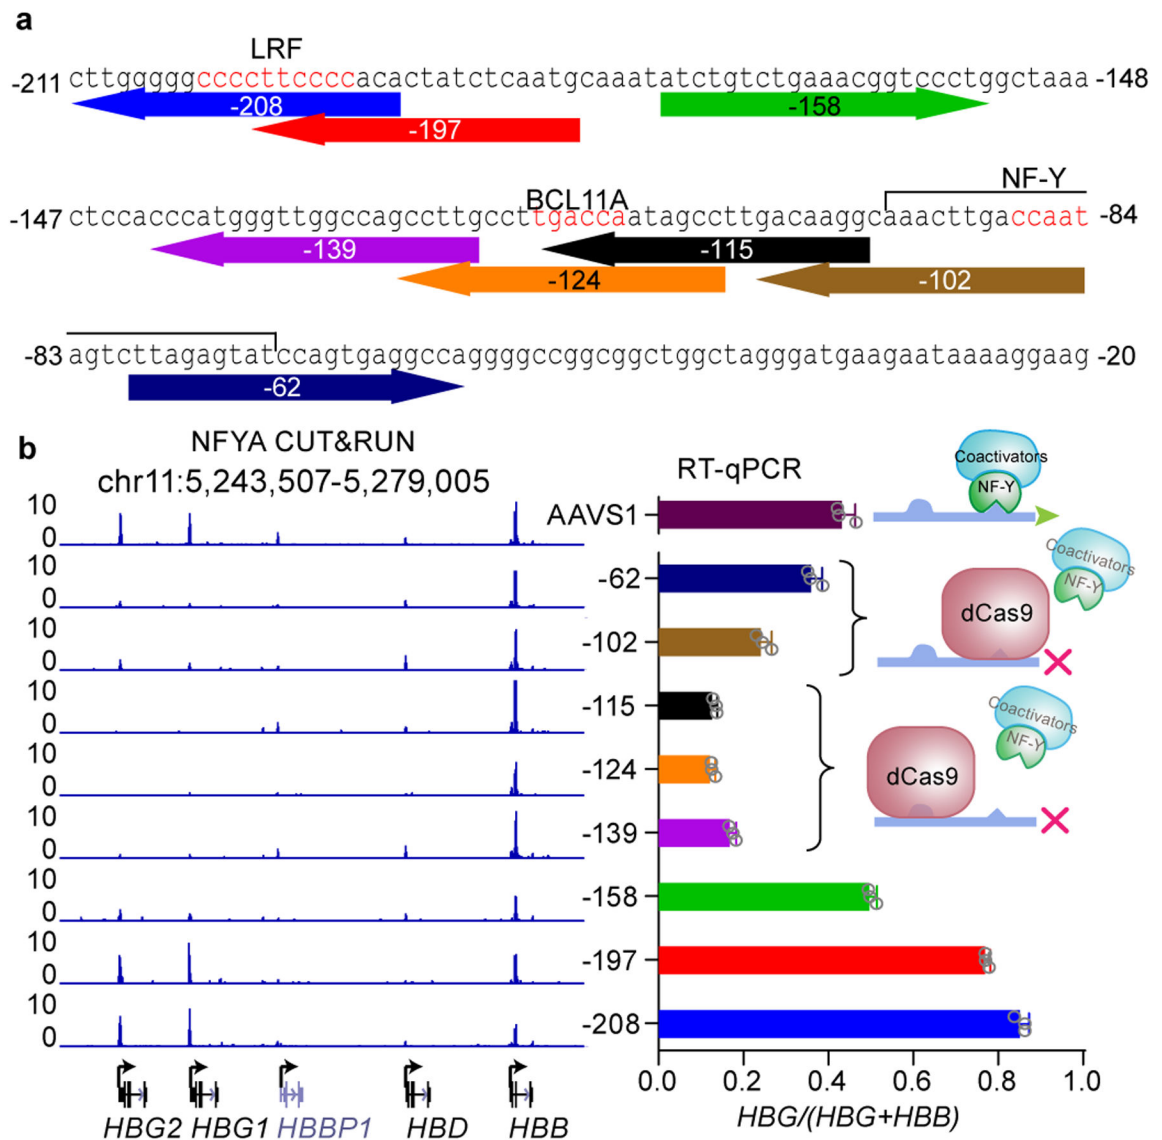 a
LRF
-211 cttgggggccccttccccacactatctcaatgcaaatatctgtctgaaacggtccctggctaaa -148
-208 -158
-197
BCL11A NF-Y
-147 ctccacccatgggttggccagccttgccttgaccaatagccttgacaaggcaaacttgaccaat -84
-139 -115
-124 -102
-83 agtcttagagtatccagtgaggccaggggccggcggctggctagggatgaagaataaaaggaag -20
-62
b
NFYA CUT&RUN
chr11:5,243,507-5,279,005
10
0
10
0
10
0
10
0
10
0
10
0
10
0
10
0
10
0
HBG2 HBG1 HBBP1 HBD HBB
RT-qPCR
AAVS1
-62
-102
-115
-124
-139
-158
-197
-208
0.0 0.2 0.4 0.6 0.8 1.0
HBG/(HBG+HBB)
Coactivators
NF-Y
Coactivators
NF-Y
dCas9
Coactivators
NF-Y
dCas9